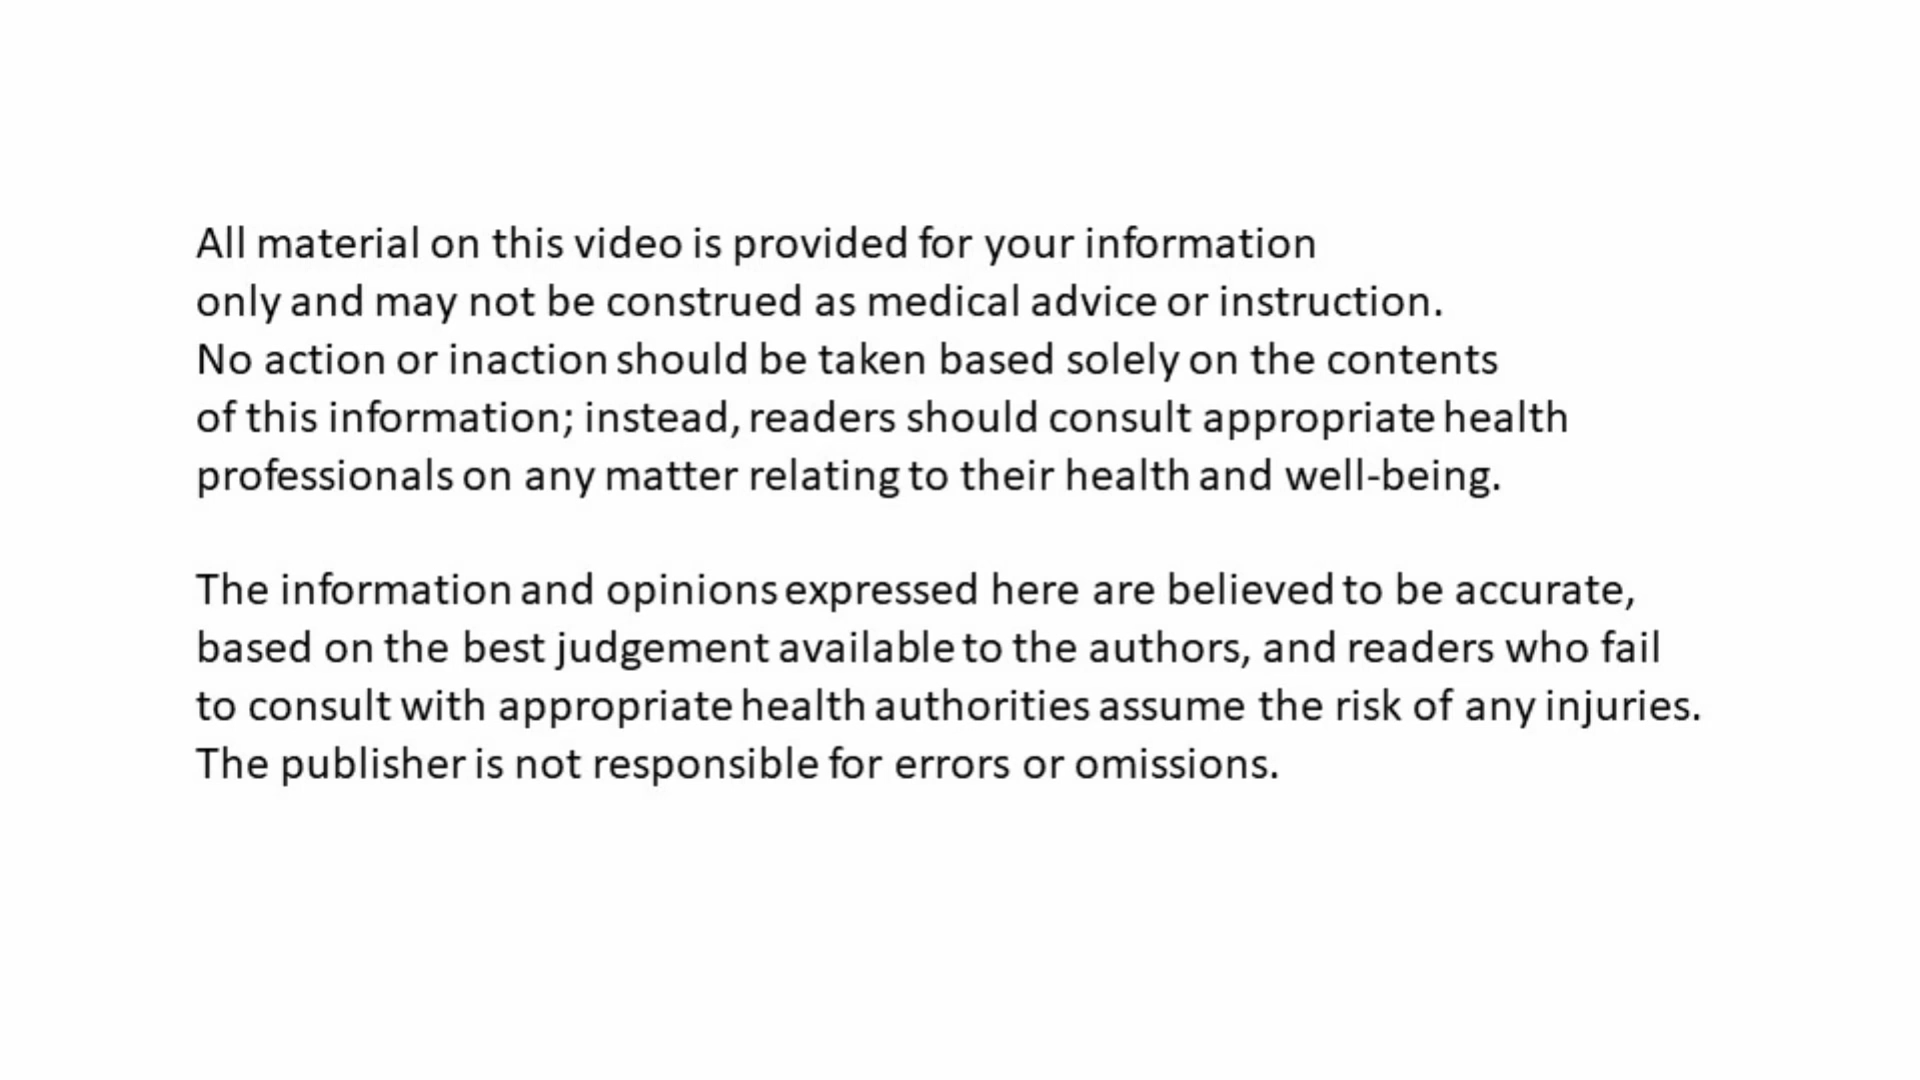 All material on this video is provided for your information
only and may not be construed as medical advice or instruction.
No action or inaction should be taken based solely on the contents
of this information; instead, readers should consult appropriate health
professionals on any matter relating to their health and well-being.
The information and opinions expressed here are believed to be accurate,
based on the best judgement available to the authors, and readers who fail
to consult with appropriate health authorities assume the risk of any injuries.
The publisher is not responsible for errors or omissions.